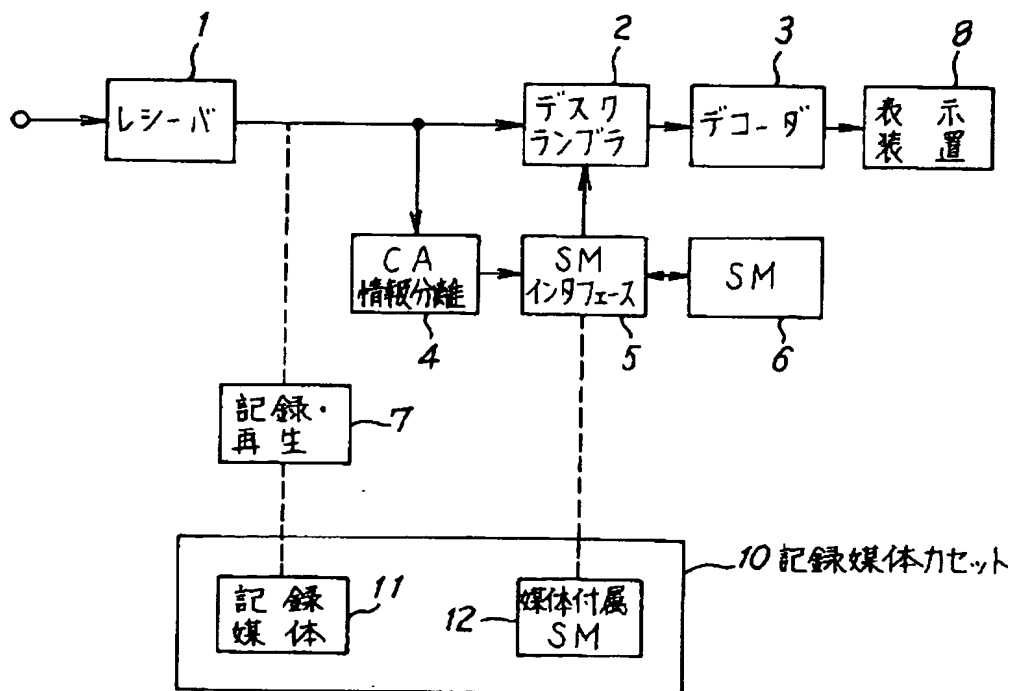 1
レシーバ
2
デスク
ランブラ
3
デコーダ
8
表示
装置
CA
情報分離
4
SM
インタフェース
5
SM
6
記録・
再生
7
10 記録媒体カセット
記録
媒体
11
12
媒体付属
SM